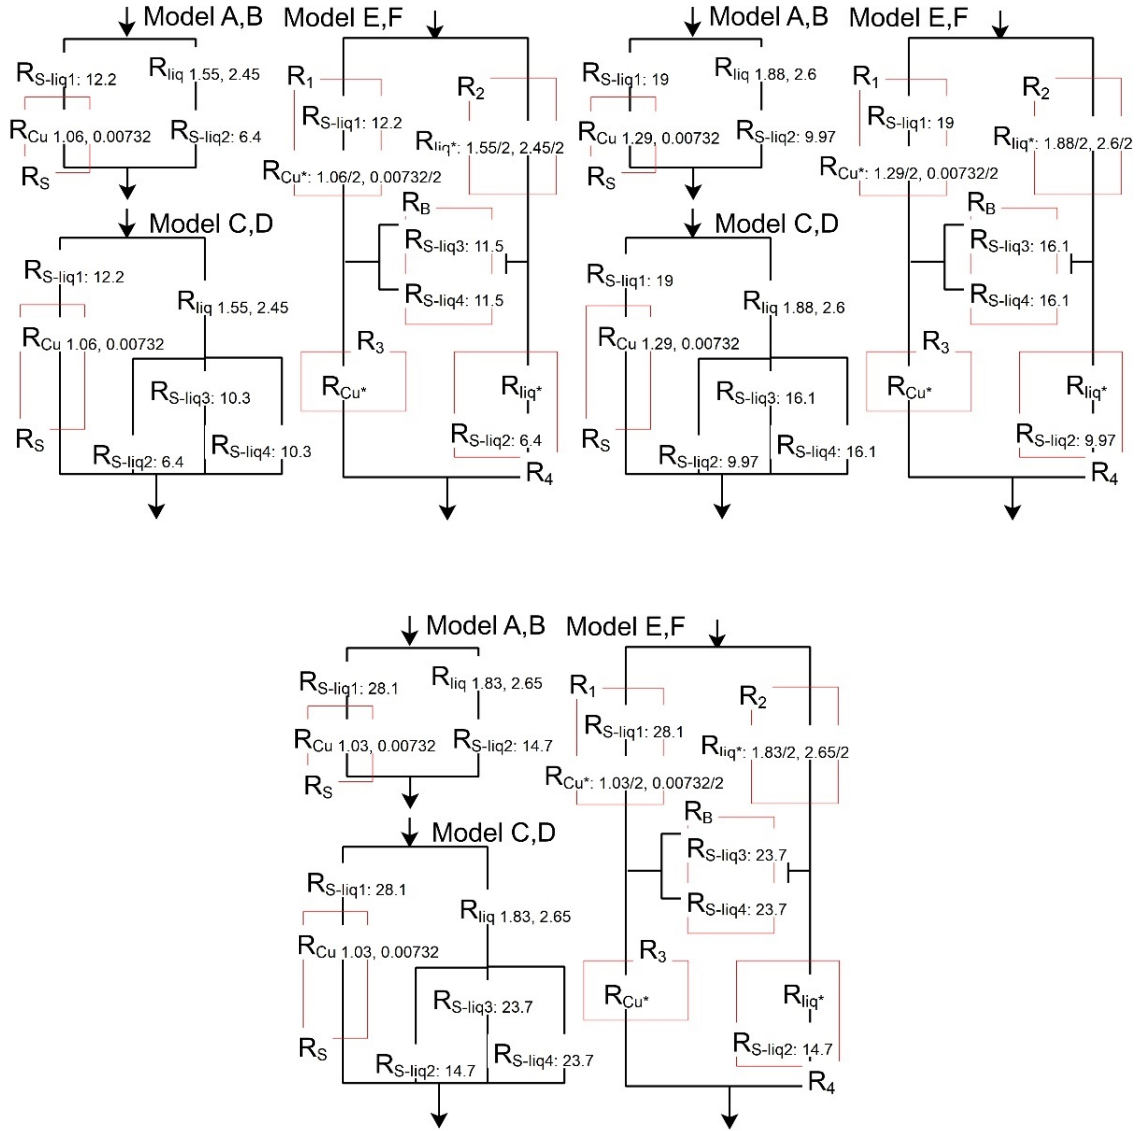 Model A,B
RS-liq1: 12.2
Rliq 1.55, 2.45
RCu 1.06, 0.00732
RS-liq2: 6.4
RS
Model C,D
RS-liq1: 12.2
Rliq 1.55, 2.45
RCu 1.06, 0.00732
RS-liq3: 10.3
RS
RS-liq2: 6.4
RS-liq4: 10.3
Model E,F
R1
R2
RS-liq1: 12.2
Rliq*: 1.55/2, 2.45/2
RCu*: 1.06/2, 0.00732/2
RB
RS-liq3: 11.5
RS-liq4: 11.5
R3
RCu*
Rliq*
RS-liq2: 6.4
R4
Model A,B
RS-liq1: 19
Rliq 1.88, 2.6
RCu 1.29, 0.00732
RS-liq2: 9.97
RS
Model C,D
RS-liq1: 19
Rliq 1.88, 2.6
RCu 1.29, 0.00732
RS-liq3: 16.1
RS
RS-liq2: 9.97
RS-liq4: 16.1
Model E,F
R1
R2
RS-liq1: 19
Rliq*: 1.88/2, 2.6/2
RCu*: 1.29/2, 0.00732/2
RB
RS-liq3: 16.1
RS-liq4: 16.1
R3
RCu*
Rliq*
RS-liq2: 9.97
R4
Model A,B
RS-liq1: 28.1
Rliq 1.83, 2.65
RCu 1.03, 0.00732
RS-liq2: 14.7
RS
Model C,D
RS-liq1: 28.1
Rliq 1.83, 2.65
RCu 1.03, 0.00732
RS-liq3: 23.7
RS
RS-liq2: 14.7
RS-liq4: 23.7
Model E,F
R1
R2
RS-liq1: 28.1
Rliq*: 1.83/2, 2.65/2
RCu*: 1.03/2, 0.00732/2
RB
RS-liq3: 23.7
RS-liq4: 23.7
R3
RCu*
Rliq*
RS-liq2: 14.7
R4